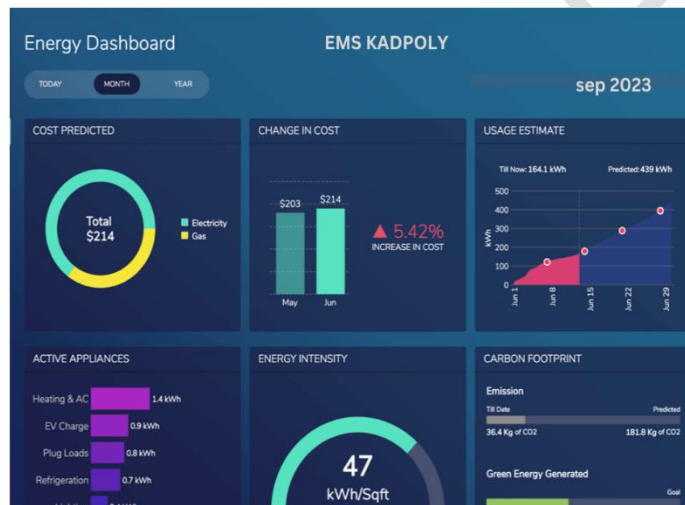 Energy Dashboard
EMS KADPOLY
TODAY MONTH YEAR
sep 2023
COST PREDICTED
Total
$214
Electricity
Gas
CHANGE IN COST
$203 $214
5.42%
INCREASE IN COST
May Jun
USAGE ESTIMATE
Till Now: 164.1 kWh Predicted: 439 kWh
kWh
500
400
300
200
100
0
Jun 1 Jun 8 Jun 15 Jun 22 Jun 29
ACTIVE APPLIANCES
Heating & AC 1.4 kWh
EV Charge 0.9 kWh
Plug Loads 0.8 kWh
Refrigeration 0.7 kWh
ENERGY INTENSITY
47
kWh/Sqft
CARBON FOOTPRINT
Emission
Till Date Predicted
36.4 Kg of CO2 181.8 Kg of CO2
Green Energy Generated
Goal